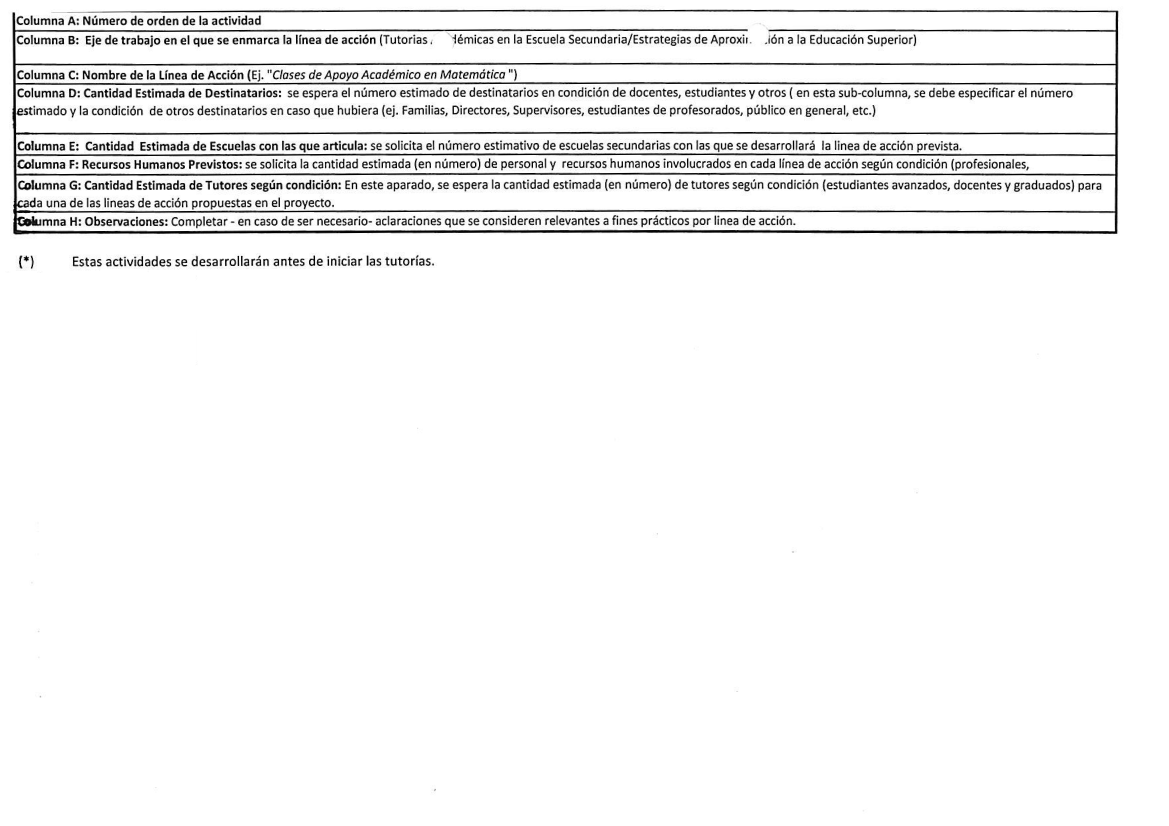 Columna A: Número de orden de la actividad
Columna B: Eje de trabajo en el que se enmarca la línea de acción (Tutorias en la Escuela Secundaria/Estrategias de a la Educación Superior)
Columna C: Nombre de la Línea de Acción (Ej. "Clases de Apoyo Académico en Matemática ")
Columna D: Cantidad Estimada de Destinatarios: se espera el número estimado de destinatarios en condición de docentes, estudiantes y otros ( en esta sub-columna, se debe especificar el número
estimado y la condición de otros destinatarios en caso que hubiera (ej. Familias, Directores, Supervisores, estudiantes de profesorados, público en general, etc.)
Columna E: Cantidad Estimada de Escuelas con las que articula: se solicita el número estimativo de escuelas secundarias con las que se desarrollará la linea de acción prevista.
Columna F: Recursos Humanos Previstos: se solicita la cantidad estimada (en número) de personal y recursos humanos involucrados en cada línea de acción según condición (profesionales,
Columna G: Cantidad Estimada de Tutores según condición: En este aparado, se espera la cantidad estimada (en número) de tutores según condición (estudiantes avanzados, docentes y graduados) para
cada una de las lineas de acción propuestas en el proyecto.
Columna H: Observaciones: Completar - en caso de ser necesario- aclaraciones que se consideren relevantes a fines prácticos por linea de acción.
(*) Estas actividades se desarrollarán antes de iniciar las tutorías.